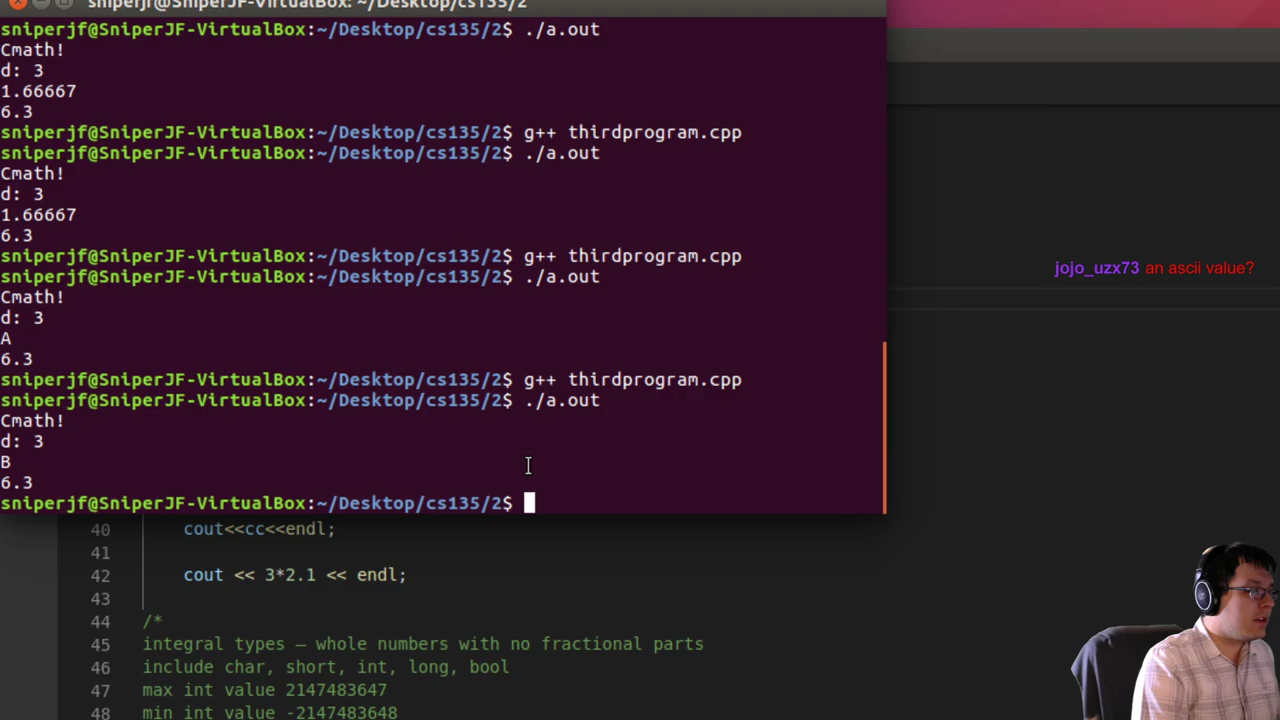 sniperjf@SniperJF-VirtualBox: ~/Desktop/cs135/2
sniperjf@SniperJF-VirtualBox:~/Desktop/cs135/2$ ./a.out
Cmath!
d: 3
1.66667
6.3
sniperjf@SniperJF-VirtualBox:~/Desktop/cs135/2$ g++ thirdprogram.cpp
sniperjf@SniperJF-VirtualBox:~/Desktop/cs135/2$ ./a.out
Cmath!
d: 3
1.66667
6.3
sniperjf@SniperJF-VirtualBox:~/Desktop/cs135/2$ g++ thirdprogram.cpp
sniperjf@SniperJF-VirtualBox:~/Desktop/cs135/2$ ./a.out
Cmath!
d: 3
A
6.3
sniperjf@SniperJF-VirtualBox:~/Desktop/cs135/2$ g++ thirdprogram.cpp
sniperjf@SniperJF-VirtualBox:~/Desktop/cs135/2$ ./a.out
Cmath!
d: 3
B
6.3
sniperjf@SniperJF-VirtualBox:~/Desktop/cs135/2$
jojo_uzx73 an ascii value?
40 cout<<cc<<endl;
41
42 cout << 3*2.1 << endl;
43
44 /*
45 integral types – whole numbers with no fractional parts
46 include char, short, int, long, bool
47 max int value 2147483647
48 min int value -2147483648